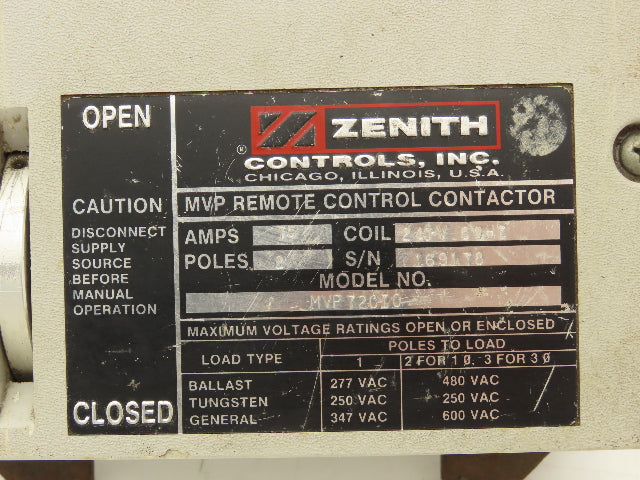 OPEN
ZENITH
®
CONTROLS, INC.
CHICAGO, ILLINOIS, U.S.A.
CAUTION
DISCONNECT
SUPPLY
SOURCE
BEFORE
MANUAL
OPERATION
CLOSED
MVP REMOTE CONTROL CONTACTOR
AMPS COIL
POLES S/N
MODEL NO.
MAXIMUM VOLTAGE RATINGS OPEN OR ENCLOSED
LOAD TYPE
POLES TO LOAD
1 2 FOR 1 Ø, 3 FOR 3 Ø
BALLAST 277 VAC 480 VAC
TUNGSTEN 250 VAC 250 VAC
GENERAL 347 VAC 600 VAC